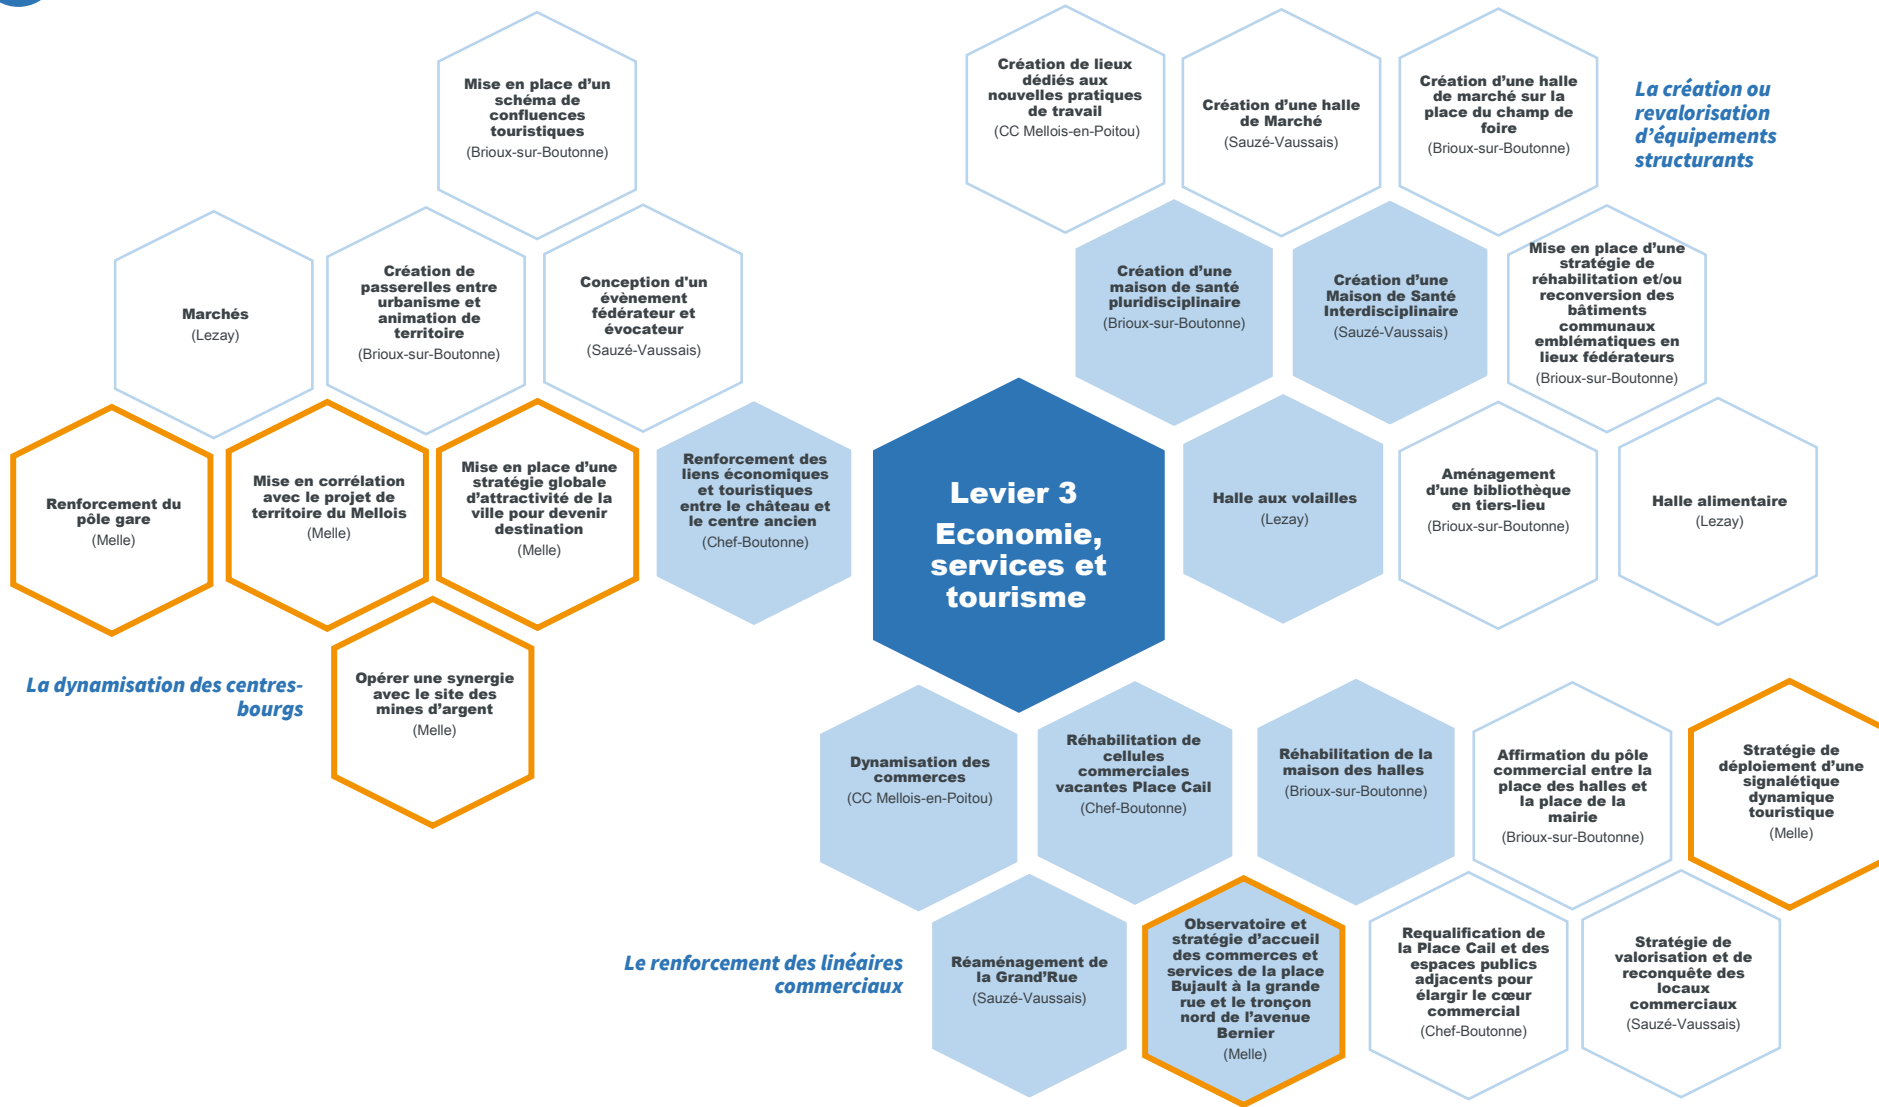 Mise en place d'un
schéma de
confluences
touristiques
(Brioux-sur-Boutonne)
Marchés
(Lezay)
Création de
passerelles entre
urbanisme et
animation de
territoire
(Brioux-sur-Boutonne)
Conception d'un
évènement
fédérateur et
évocateur
(Sauzé-Vaussais)
Renforcement du
pôle gare
(Melle)
Mise en corrélation
avec le projet de
territoire du Mellois
(Melle)
Mise en place d'une
stratégie globale
d'attractivité de la
ville pour devenir
destination
(Melle)
Renforcement des
liens économiques
et touristiques
entre le château et
le centre ancien
(Chef-Boutonne)
La dynamisation des centres-
bourgs
Opérer une synergie
avec le site des
mines d'argent
(Melle)
Levier 3
Economie,
services et
tourisme
Création de lieux
dédiés aux
nouvelles pratiques
de travail
(CC Mellois-en-Poitou)
Création d'une halle
de Marché
(Sauzé-Vaussais)
Création d'une halle
de marché sur la
place du champ de
foire
(Brioux-sur-Boutonne)
La création ou
revalorisation
d'équipements
structurants
Création d'une
maison de santé
pluridisciplinaire
(Brioux-sur-Boutonne)
Création d'une
Maison de Santé
Interdisciplinaire
(Sauzé-Vaussais)
Mise en place d'une
stratégie de
réhabilitation et/ou
reconversion des
bâtiments
communaux
emblématiques en
lieux fédérateurs
(Brioux-sur-Boutonne)
Halle aux volailles
(Lezay)
Aménagement
d'une bibliothèque
en tiers-lieu
(Brioux-sur-Boutonne)
Halle alimentaire
(Lezay)
Dynamisation des
commerces
(CC Mellois-en-Poitou)
Réhabilitation de
cellules
commerciales
vacantes Place Cail
(Chef-Boutonne)
Réhabilitation de la
maison des halles
(Brioux-sur-Boutonne)
Affirmation du pôle
commercial entre la
place des halles et
la place de la
mairie
(Brioux-sur-Boutonne)
Stratégie de
déploiement d'une
signalétique
dynamique
touristique
(Melle)
Le renforcement des linéaires
commerciaux
Réaménagement de
la Grand'Rue
(Sauzé-Vaussais)
Observatoire et
stratégie d'accueil
des commerces et
services de la place
Bujault à la grande
rue et le tronçon
nord de l'avenue
Bernier
(Melle)
Requalification de
la Place Cail et des
espaces publics
adjacents pour
élargir le cœur
commercial
(Chef-Boutonne)
Stratégie de
valorisation et de
reconquête des
locaux
commerciaux
(Sauzé-Vaussais)